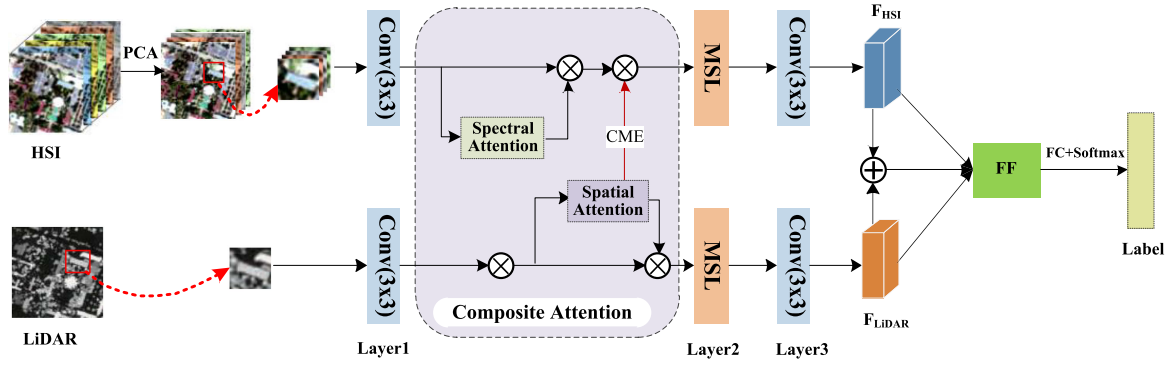 PCA
HSI
Conv(3x3)
Spectral
Attention
CME
Spatial
Attention
MSL
Conv(3x3)
F_HSI
FF
FC+Softmax
Label
LiDAR
Conv(3x3)
Composite Attention
MSL
Conv(3x3)
F_LiDAR
Layer1
Layer2
Layer3